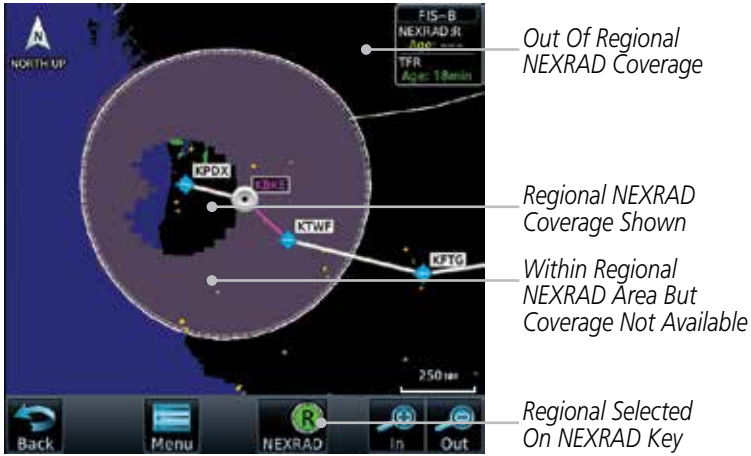 FIS-B
NEXRAD:R
Age: ---
TFR
Age: 18min
NORTH UP
KPDX
KBKE
KTWF
KFTG
250NM
Back
Menu
R
NEXRAD
In
Out
Out Of Regional
NEXRAD Coverage
Regional NEXRAD
Coverage Shown
Within Regional
NEXRAD Area But
Coverage Not Available
Regional Selected
On NEXRAD Key